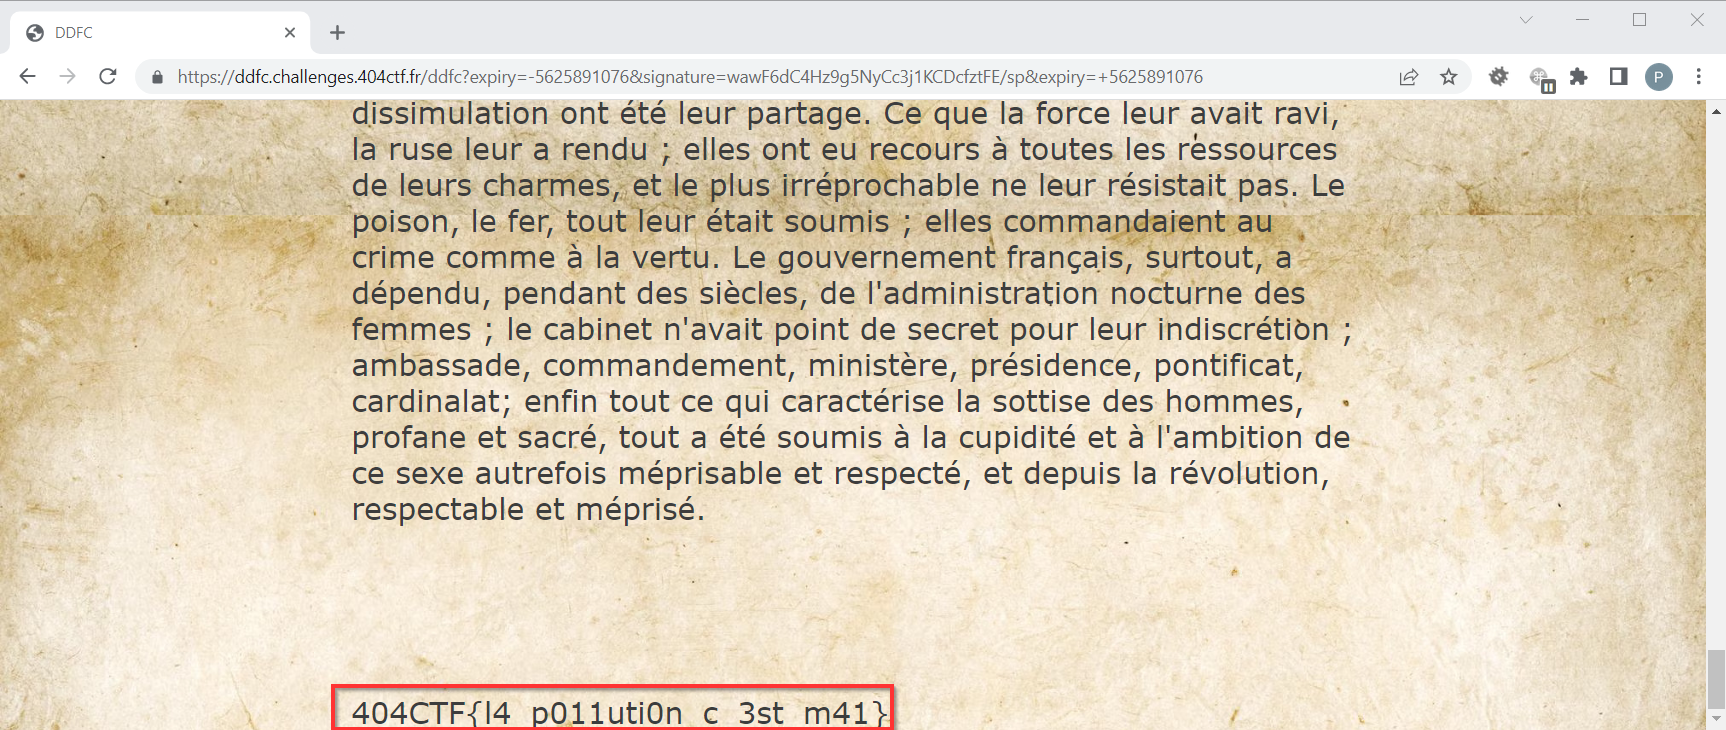 DDFC
https://ddfc.challenges.404ctf.fr/ddfc?expiry=-5625891076&signature=wawF6dC4Hz9g5NyCc3j1KCDcfztFE/sp&expiry=+5625891076
P
dissimulation ont été leur partage. Ce que la force leur avait ravi,
la ruse leur a rendu ; elles ont eu recours à toutes les ressources
de leurs charmes, et le plus irréprochable ne leur résistait pas. Le
poison, le fer, tout leur était soumis ; elles commandaient au
crime comme à la vertu. Le gouvernement français, surtout, a
dépendu, pendant des siècles, de l'administration nocturne des
femmes ; le cabinet n'avait point de secret pour leur indiscrétion ;
ambassade, commandement, ministère, présidence, pontificat,
cardinalat; enfin tout ce qui caractérise la sottise des hommes,
profane et sacré, tout a été soumis à la cupidité et à l'ambition de
ce sexe autrefois méprisable et respecté, et depuis la révolution,
respectable et méprisé.
404CTF{l4_p011uti0n_c_3st_m41}